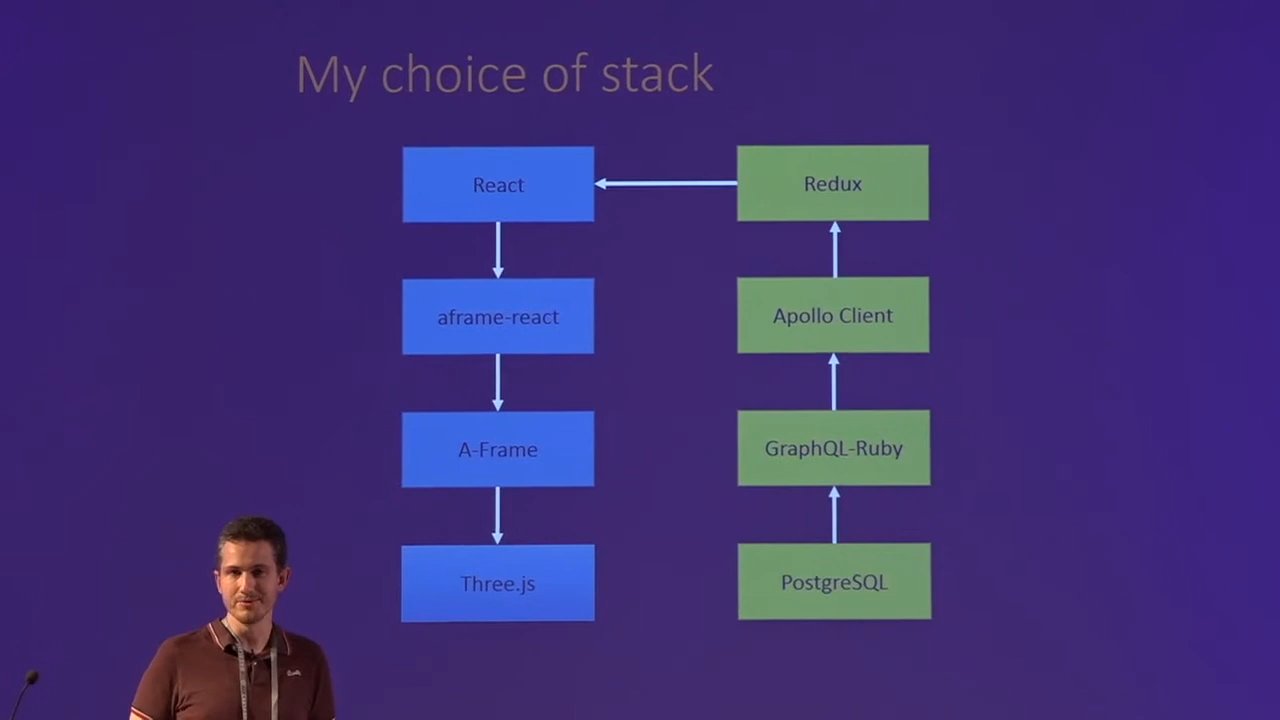 My choice of stack
React
Redux
aframe-react
Apollo Client
A-Frame
GraphQL-Ruby
Three.js
PostgreSQL